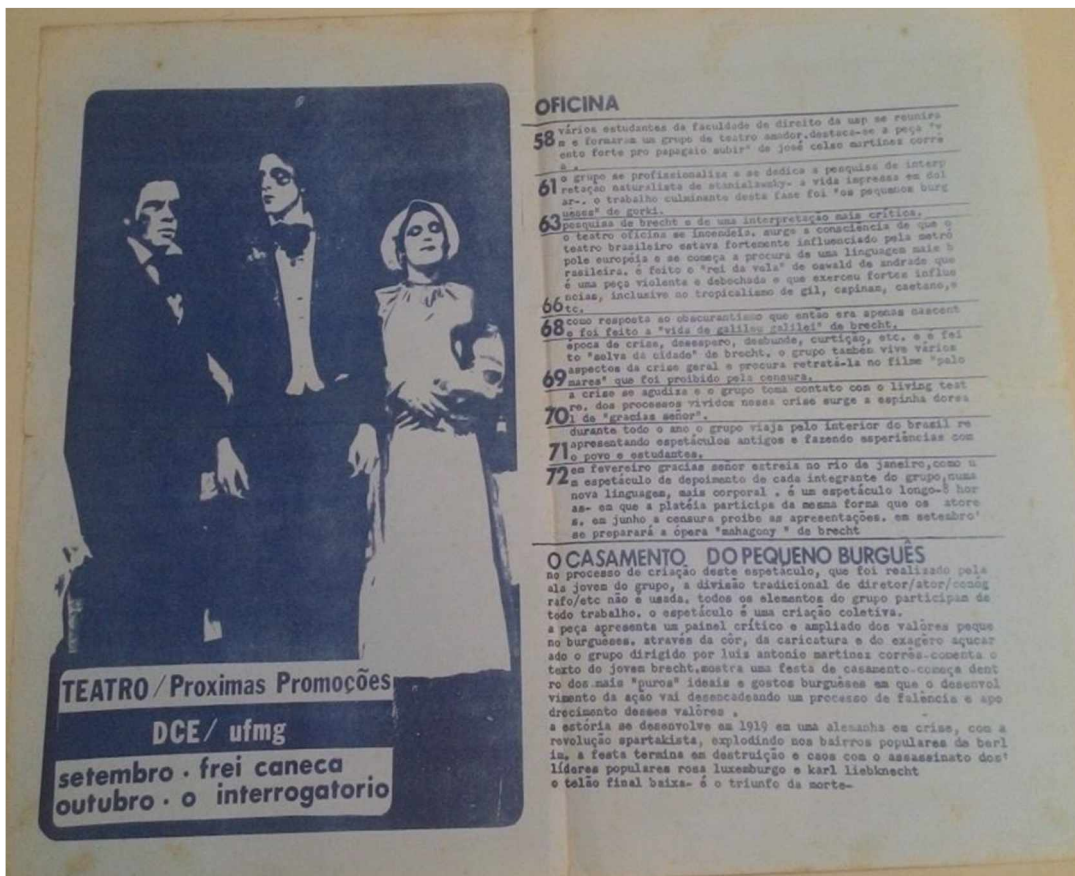 TEATRO/Proximas Promoções
DCE/ ufmg
setembro · frei caneca
outubro · o interrogatorio
OFICINA
58 vários estudantes da faculdade de direito da usp se reunira
m e formaram um grupo de teatro amador.destaca-se a peça "v
ento forte pro papagaio subir" de josé celso martinez corrê
a .
61 o grupo se profissionaliza e se dedica a pesquisa de interp
retação naturalista de stanislawsky- a vida impressa em dol
ar-. o trabalho culminante desta fase foi "os pequenos burg
ueses" de gorki.
63 pesquisa de brecht e de uma interpretação mais crítica.
o teatro oficina se incendeia. surge a consciência de que o
teatro brasileiro estava fortemente influenciado pela metró
pole européia e se começa a procura de uma linguagem mais b
rasileira. é feito o "rei da vela" de oswald de andrade que
é uma peça violenta e debochada e que exerceu fortes influê
66 ncias, inclusive no tropicalismo de gil, capinan, caetano,e
tc.
68 como resposta ao obscurantismo que então era apenas nascent
e foi feito a "vida de galileu galilei" de brecht.
época de crise, desespero, desbunde, curtição, etc. e é fei
to "selva da cidade" de brecht. o grupo também vive vários
69 aspectos da crise geral e procura retratá-la no filme "palo
mares" que foi proibido pela censura.
a crise se agudiza e o grupo toma contato com o living teat
70 re. dos processos vividos nessa crise surge a espinha dorsa
l de "gracias señor".
durante todo o ano o grupo viaja pelo interior do brasil re
71 apresentando espetáculos antigos e fazendo experiências com
o povo e estudantes.
72 em fevereiro gracias señor estreia no rio de janeiro,como u
m espetáculo de depoimento de cada integrante do grupo,numa
nova linguagem, mais corporal . é um espetáculo longo-8 hor
as- em que a platéia participa da mesma forma que os atore
s. em junho a censura proibe as apresentações. em setembro'
se preparará a ópera "mahagony " de brecht
O CASAMENTO DO PEQUENO BURGUÊS
no processo de criação deste espetáculo, que foi realizado pela
ala jovem do grupo, a divisão tradicional de diretor/ator/cenóg
rafo/etc não é usada. todos os elementos do grupo participam de
todo trabalho. o espetáculo é uma criação coletiva.
a peça apresenta um painel crítico e ampliado dos valores peque
no burguêses. através da côr, da caricatura e do exagêro açucar
ado o grupo dirigido por luis antonio martinez corrêa-comenta o
texto do jovem brecht.mostra uma festa de casamento-começa dent
ro dos mais "puros" ideais e gostos burguêses em que o desenvol
vimento da ação vai desencadeando um processo de falência e apo
drecimento desses valôres .
a estória se desenvolve em 1919 em uma alemanha em crise, com a
revolução spartakista, explodindo nos bairros populares de berl
im. a festa termina em destruição e caos com o assassinato dos'
líderes populares rosa luxemburgo e karl liebknecht
o telão final baixa- é o triunfo da morte-